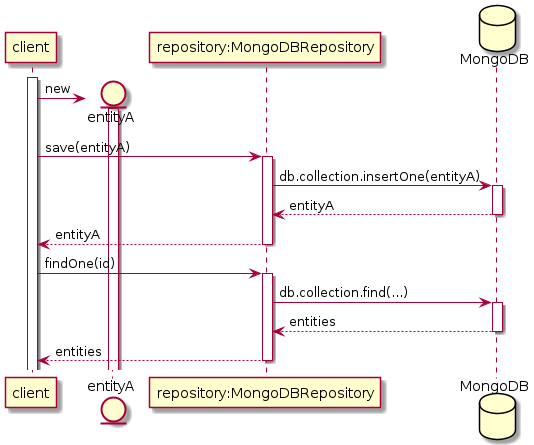 client
repository:MongoDBRepository
MongoDB
new
entityA
save(entityA)
db.collection.insertOne(entityA)
entityA
entityA
findOne(id)
db.collection.find(...)
entities
entities
client
entityA
repository:MongoDBRepository
MongoDB